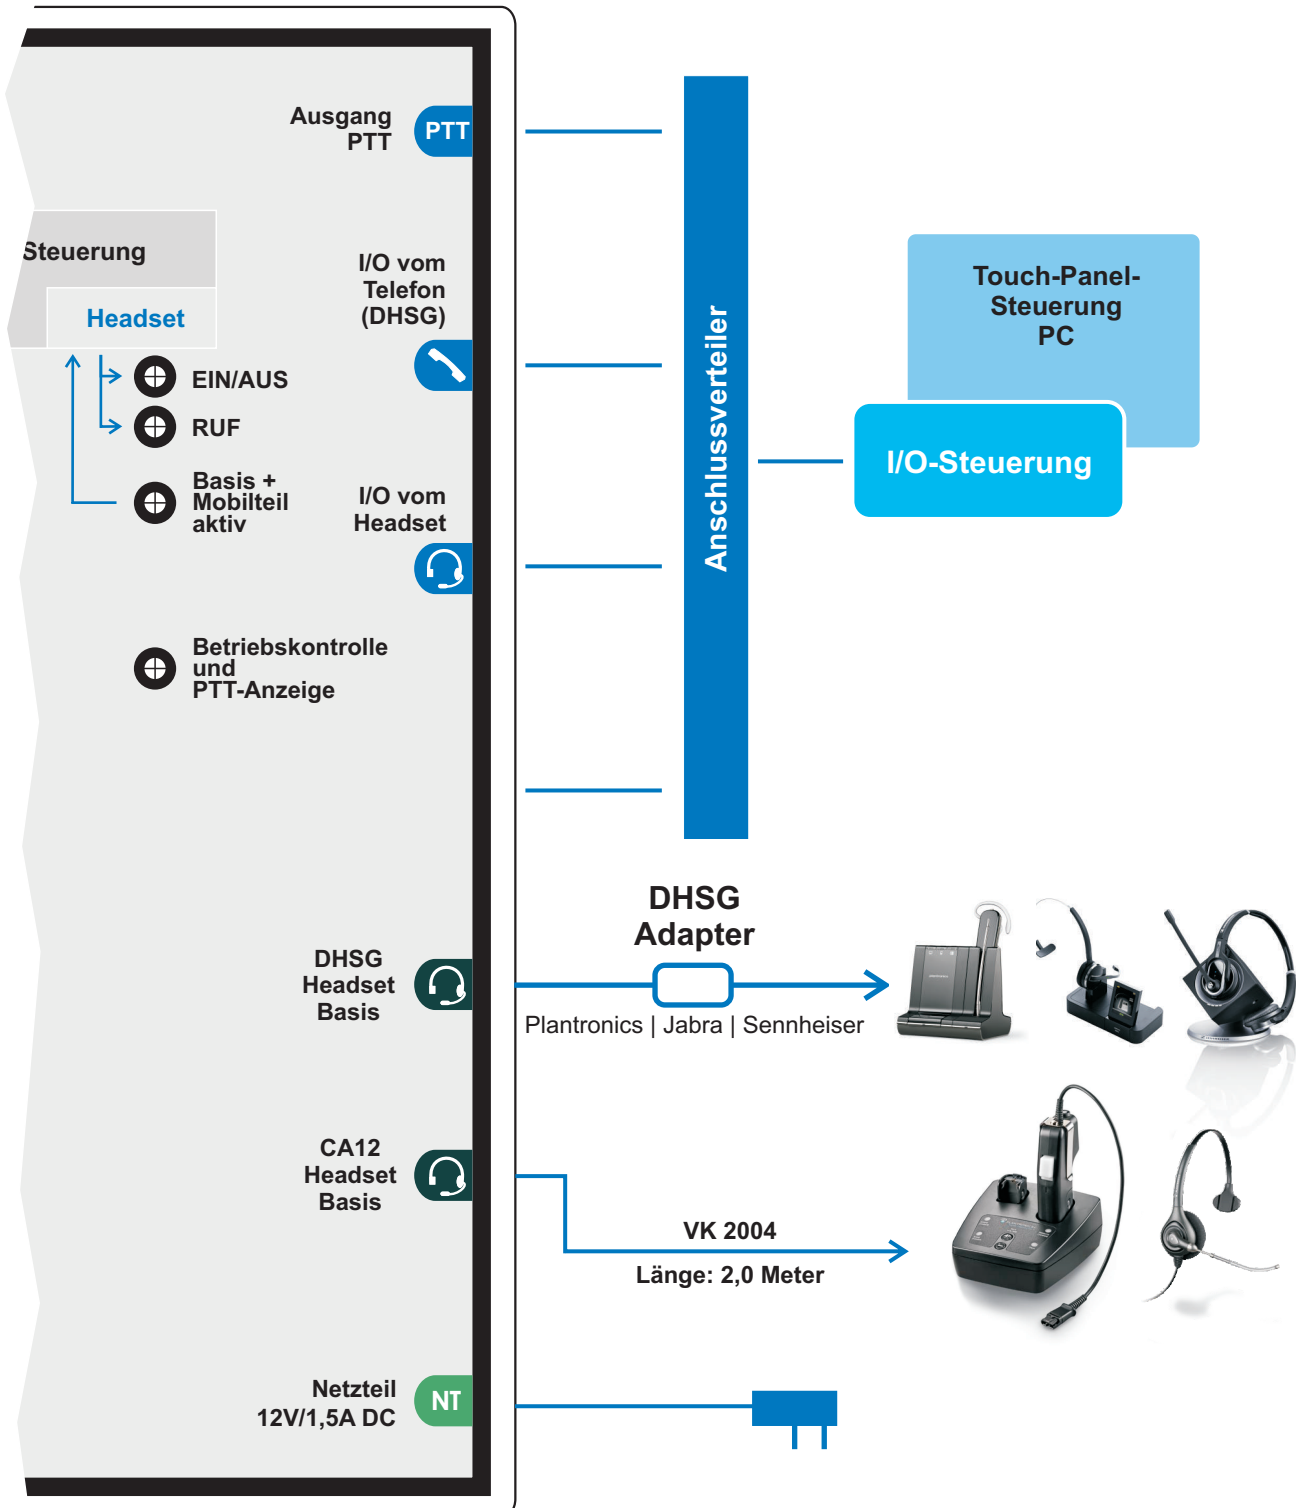 Ausgang
PTT
PTT
Steuerung
Headset
EIN/AUS
RUF
Basis +
Mobilteil
aktiv
I/O vom
Telefon
(DHSG)
I/O vom
Headset
Betriebskontrolle
und
PTT-Anzeige
Anschlussverteiler
Touch-Panel-
Steuerung
PC
I/O-Steuerung
DHSG
Headset
Basis
DHSG
Adapter
Plantronics | Jabra | Sennheiser
CA12
Headset
Basis
VK 2004
Länge: 2,0 Meter
Netzteil
12V/1,5A DC
NT